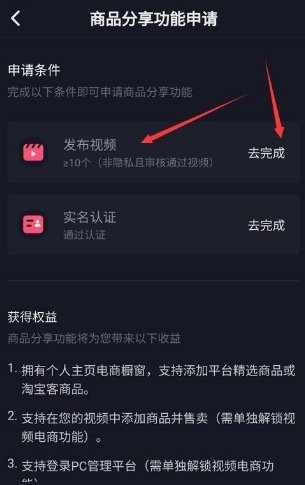 商品分享功能申请
申请条件
完成以下条件即可申请商品分享功能
发布视频
≥10个（非隐私且审核通过视频）
去完成
实名认证
通过认证
去完成
获得权益
商品分享功能将为您带来以下收益
1. 拥有个人主页电商橱窗，支持添加平台精选商品或
淘宝客商品。
2. 支持在您的视频中添加商品并售卖（需单独解锁视
频电商功能）。
3. 支持登录PC管理平台（需单独解锁视频电商功
能）。